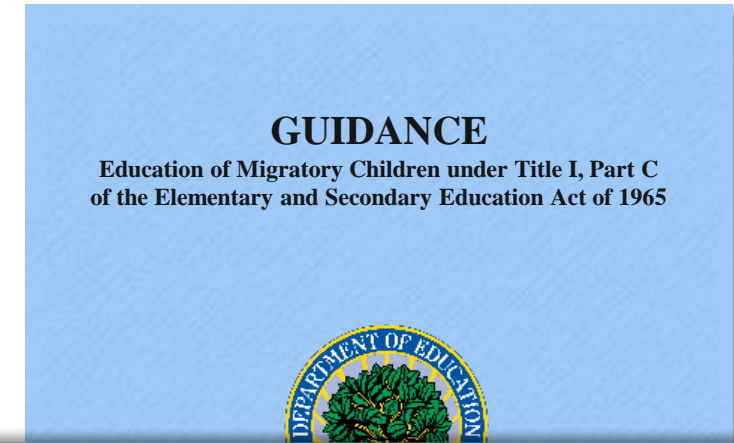 GUIDANCE
Education of Migratory Children under Title I, Part C
of the Elementary and Secondary Education Act of 1965
DEPARTMENT OF EDUCATION